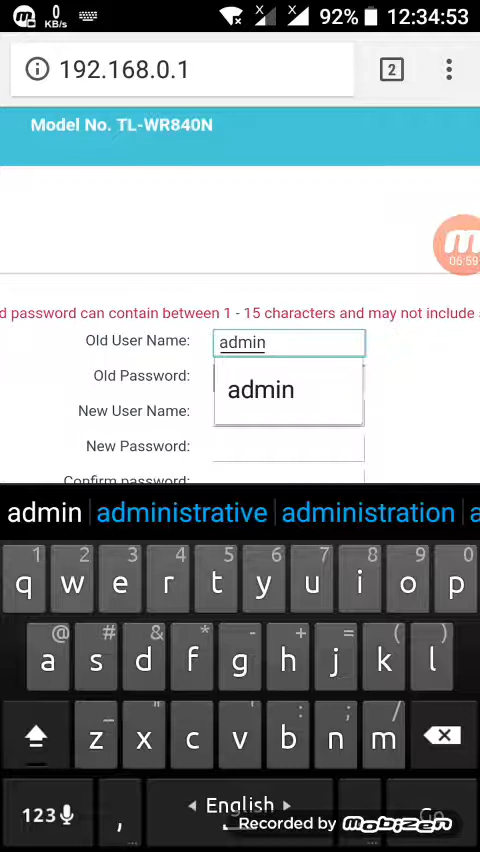 0
KB/s
X
X
92%
12:34:53
192.168.0.1
2
Model No. TL-WR840N
06:59
d password can contain between 1 - 15 characters and may not include
Old User Name:
admin
Old Password:
admin
New User Name:
New Password:
Confirm password:
admin administrative administration a
1 2 3 4 5 6 7 8 9 0
q w e r t y u i o p
@ # & * - + = ( )
a s d f g h j k l
_ " ' : ; /
z x c v b n m
123 , English Go
Recorded by mobizen